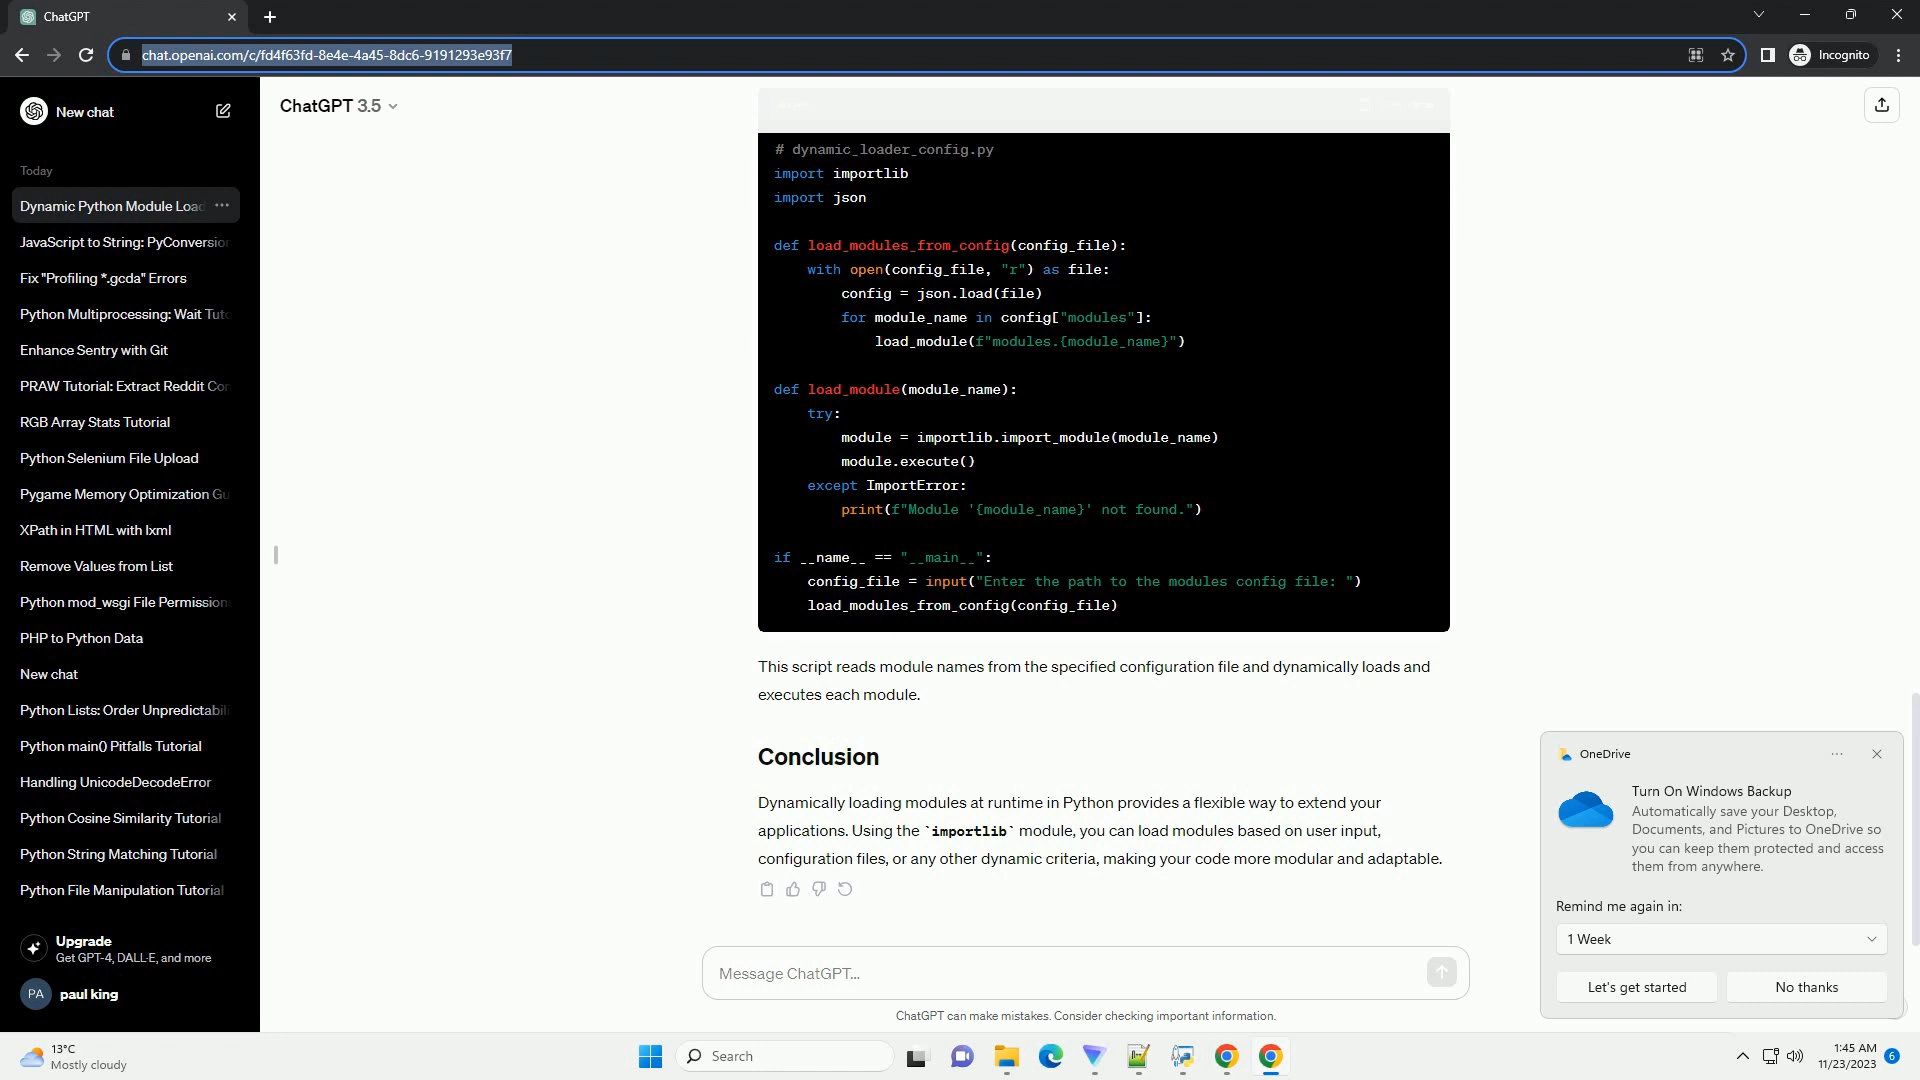 ChatGPT
chat.openai.com/c/fd4f63fd-8e4e-4a45-8dc6-9191293e93f7
Incognito
New chat
Today
Dynamic Python Module Load
JavaScript to String: PyConversion
Fix "Profiling *.gcda" Errors
Python Multiprocessing: Wait Tuto
Enhance Sentry with Git
PRAW Tutorial: Extract Reddit Con
RGB Array Stats Tutorial
Python Selenium File Upload
Pygame Memory Optimization Gu
XPath in HTML with lxml
Remove Values from List
Python mod_wsgi File Permissions
PHP to Python Data
New chat
Python Lists: Order Unpredictabili
Python main() Pitfalls Tutorial
Handling UnicodeDecodeError
Python Cosine Similarity Tutorial
Python String Matching Tutorial
Python File Manipulation Tutorial
Upgrade
Get GPT-4, DALL·E, and more
PA
paul king
ChatGPT 3.5
# dynamic_loader_config.py
import importlib
import json
def load_modules_from_config(config_file):
with open(config_file, "r") as file:
config = json.load(file)
for module_name in config["modules"]:
load_module(f"modules.{module_name}")
def load_module(module_name):
try:
module = importlib.import_module(module_name)
module.execute()
except ImportError:
print(f"Module '{module_name}' not found.")
if __name__ == "__main__":
config_file = input("Enter the path to the modules config file: ")
load_modules_from_config(config_file)
This script reads module names from the specified configuration file and dynamically loads and
executes each module.
Conclusion
Dynamically loading modules at runtime in Python provides a flexible way to extend your
applications. Using the `importlib` module, you can load modules based on user input,
configuration files, or any other dynamic criteria, making your code more modular and adaptable.
Message ChatGPT...
ChatGPT can make mistakes. Consider checking important information.
OneDrive
Turn On Windows Backup
Automatically save your Desktop,
Documents, and Pictures to OneDrive so
you can keep them protected and access
them from anywhere.
Remind me again in:
1 Week
Let's get started
No thanks
13°C
Mostly cloudy
Search
1:45 AM
11/23/2023
6